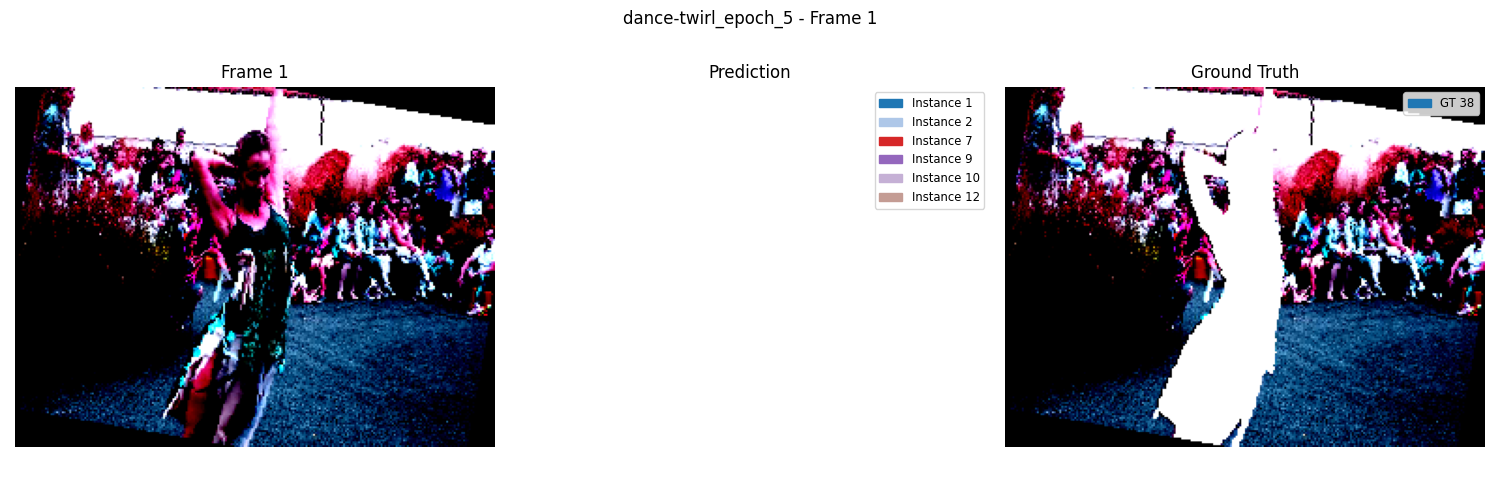 dance-twirl_epoch_5 - Frame 1
Frame 1
Prediction
Ground Truth
Instance 1
Instance 2
Instance 7
Instance 9
Instance 10
Instance 12
GT 38